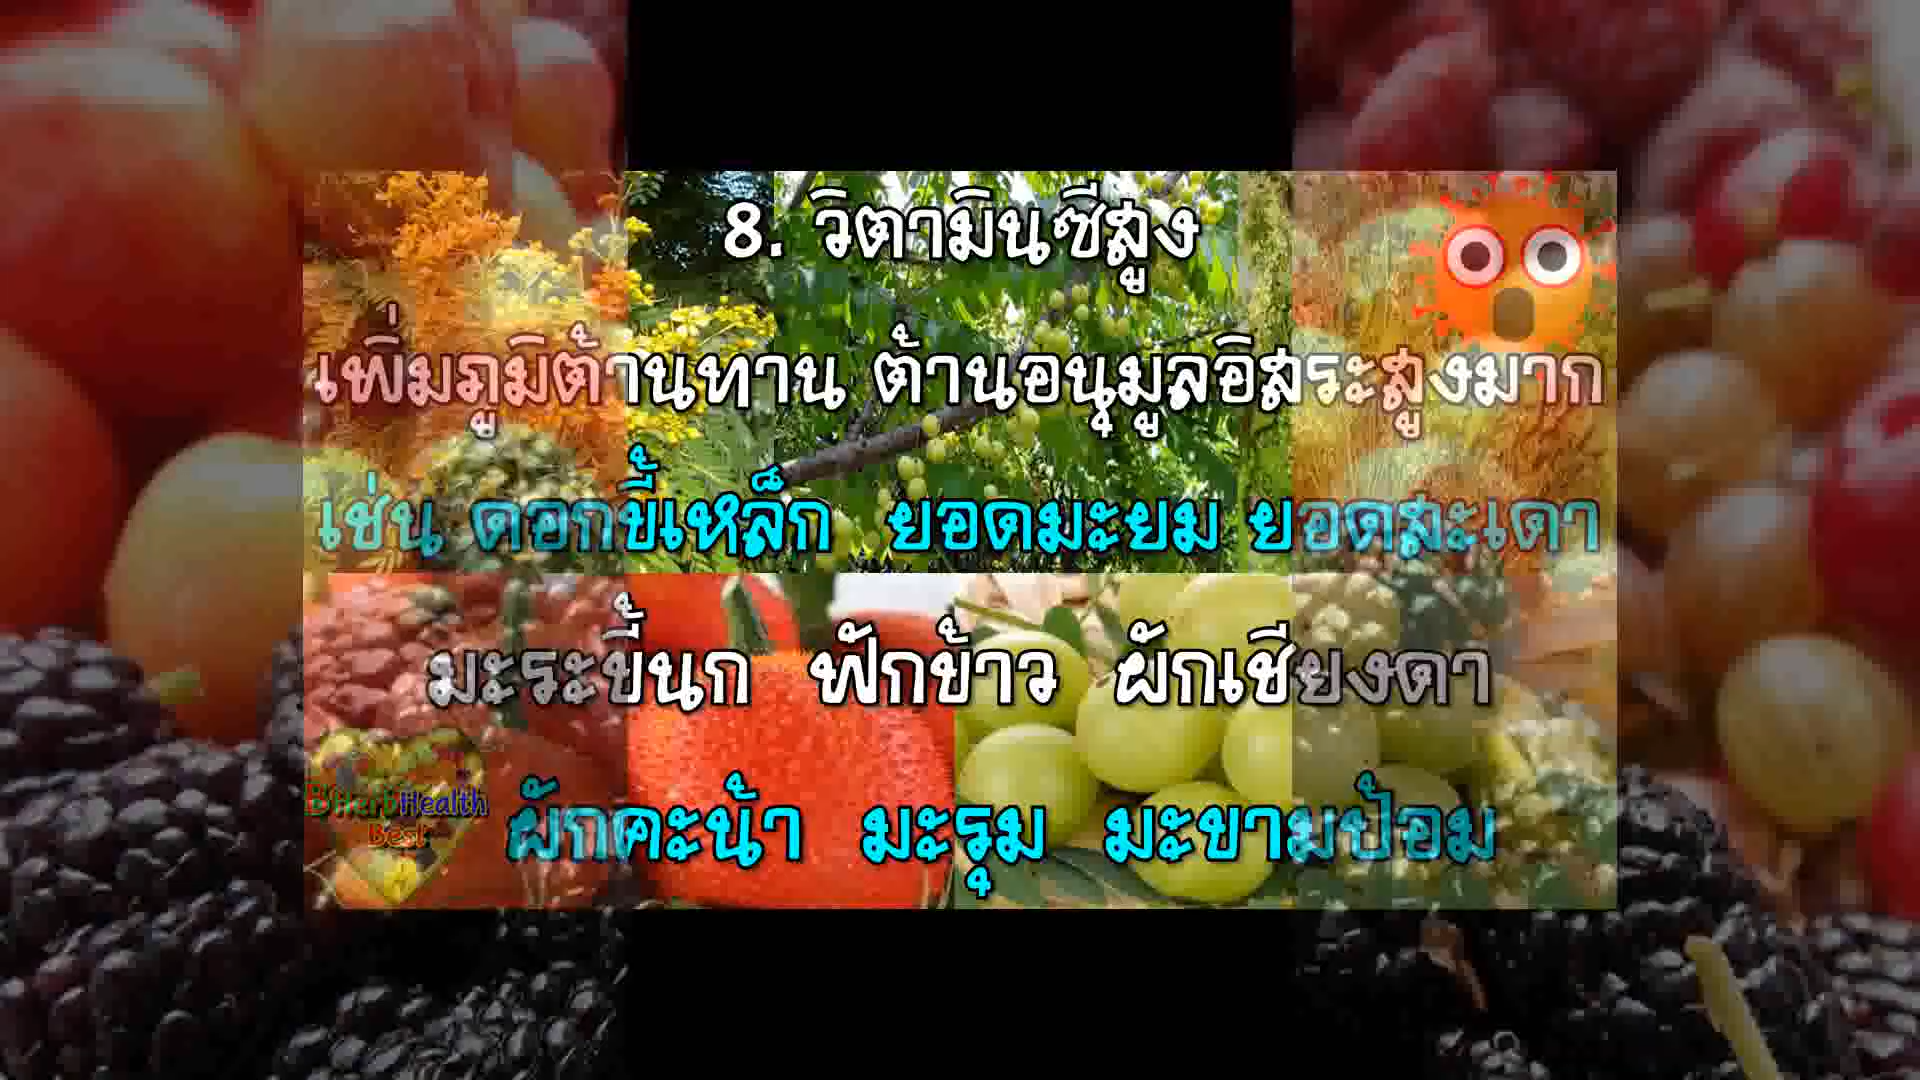 8. วิตามินซีสูง
เพิ่มภูมิต้านทาน ต้านอนุมูลอิสระสูงมาก
เช่น ดอกขี้เหล็ก ยอดมะยม ยอดสะเดา
มะระขี้นก ฟักข้าว ผักเชียงดา
ผักคะน้า มะรุม มะขามป้อม
BHerbHealth
Best